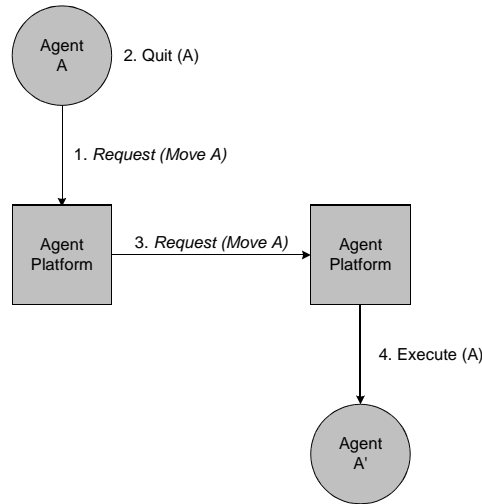 Agent
A
2. Quit (A)
1. Request (Move A)
Agent
Platform
3. Request (Move A)
Agent
Platform
4. Execute (A)
Agent
A'